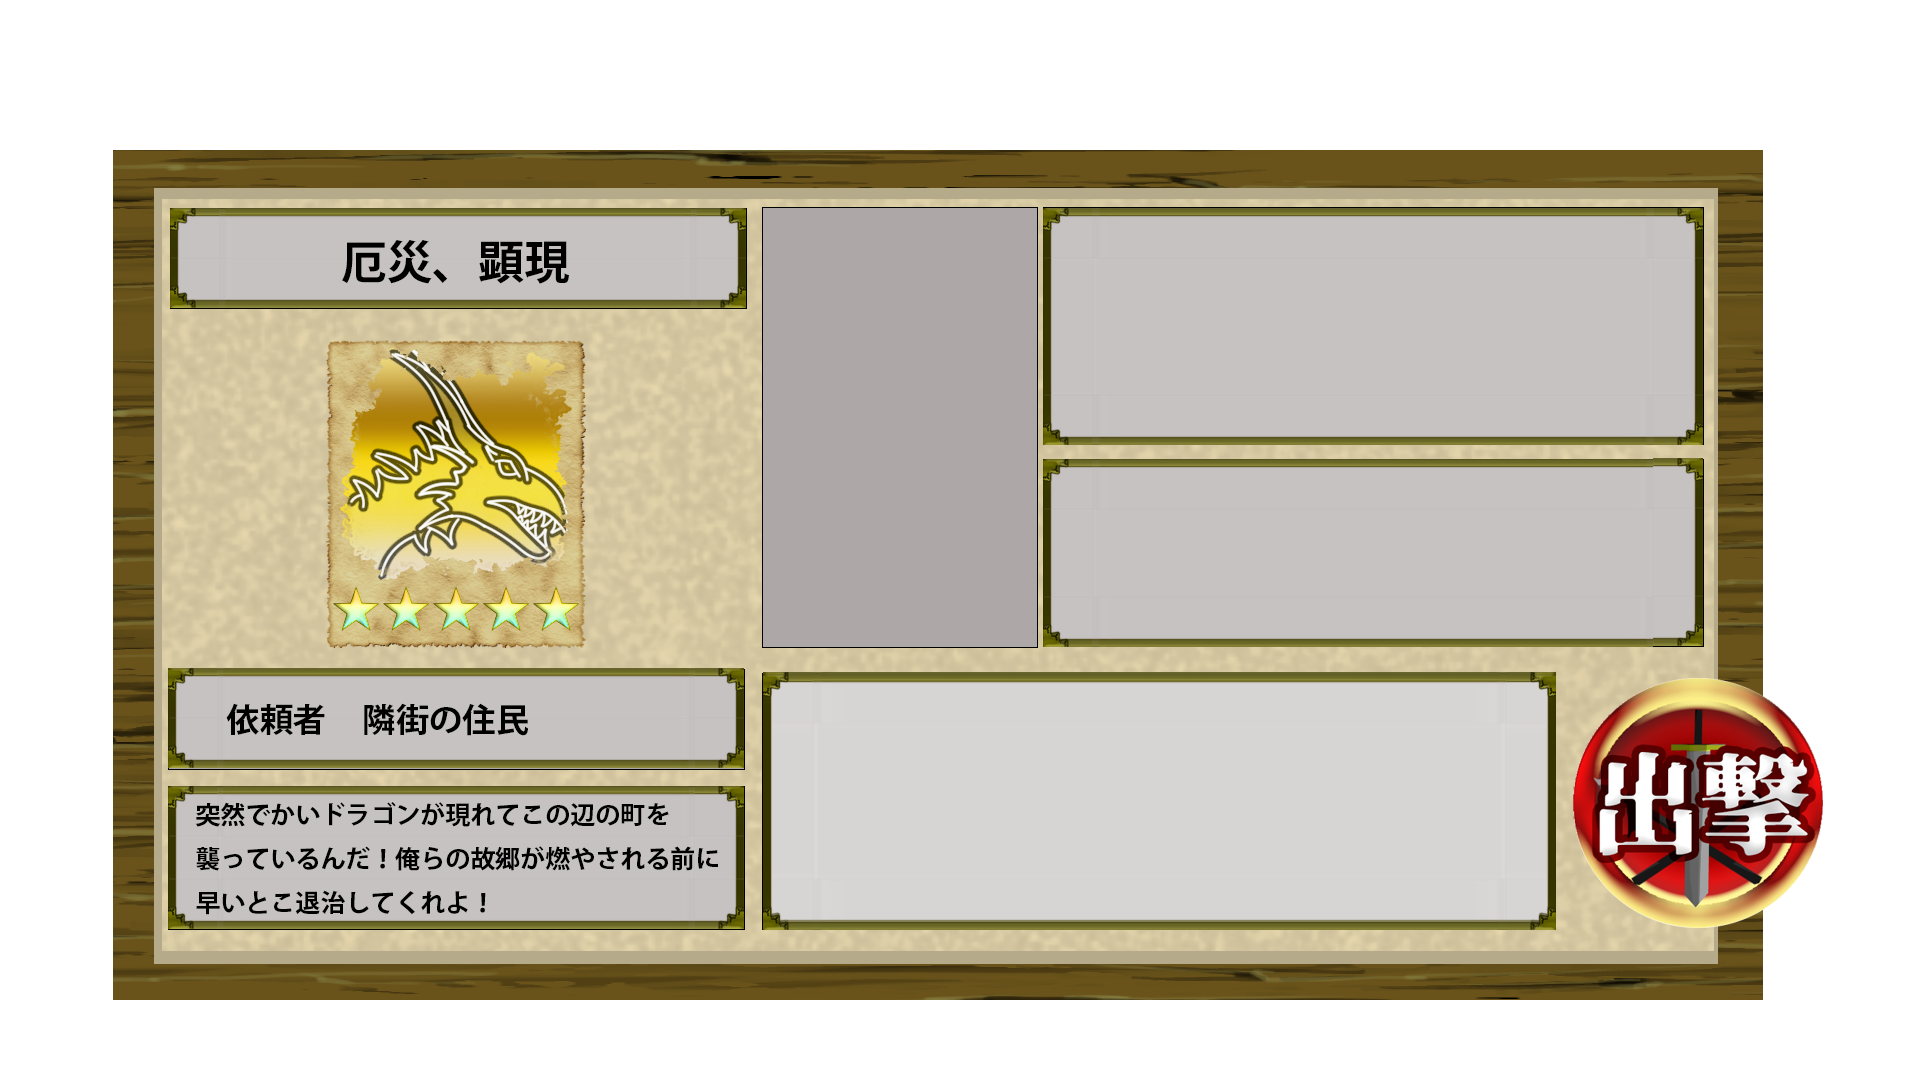 厄災、顕現
依頼者　隣街の住民
突然でかいドラゴンが現れてこの辺の町を
襲っているんだ！俺らの故郷が燃やされる前に
早いとこ退治してくれよ！
出撃